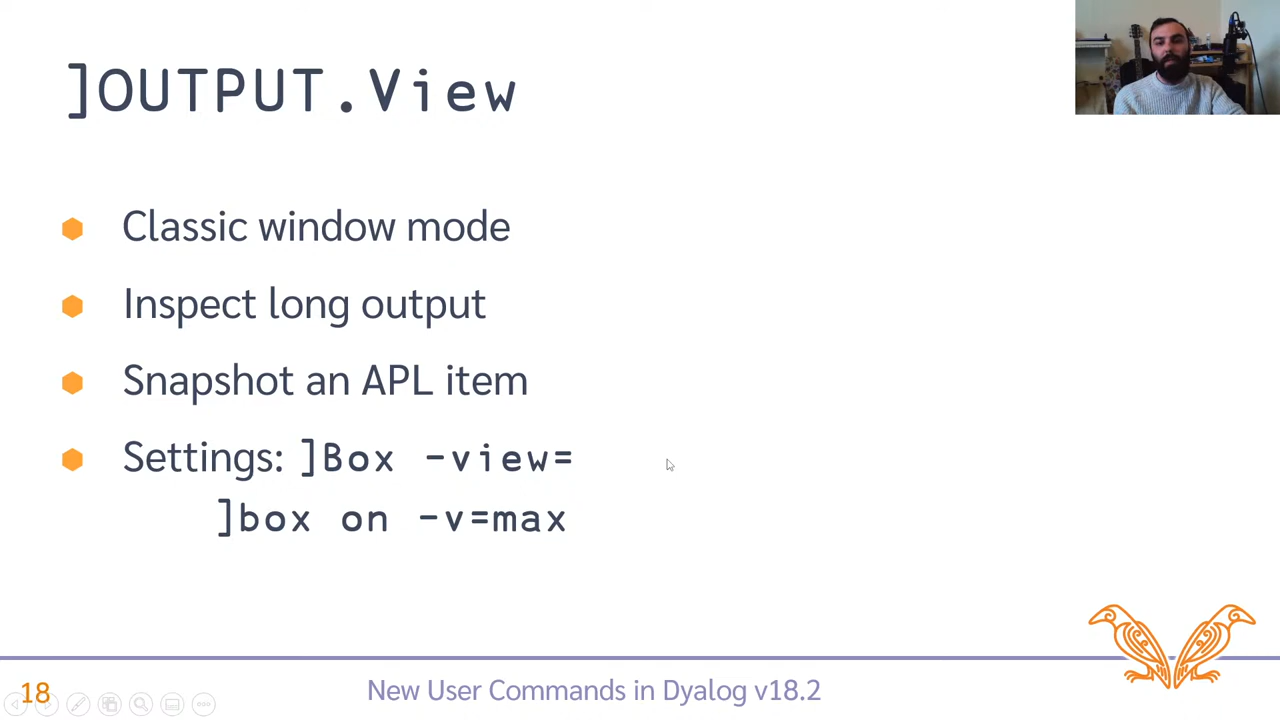 ]OUTPUT.View
Classic window mode
Inspect long output
Snapshot an APL item
Settings: ]Box -view=
]box on -v=max
18
New User Commands in Dyalog v18.2